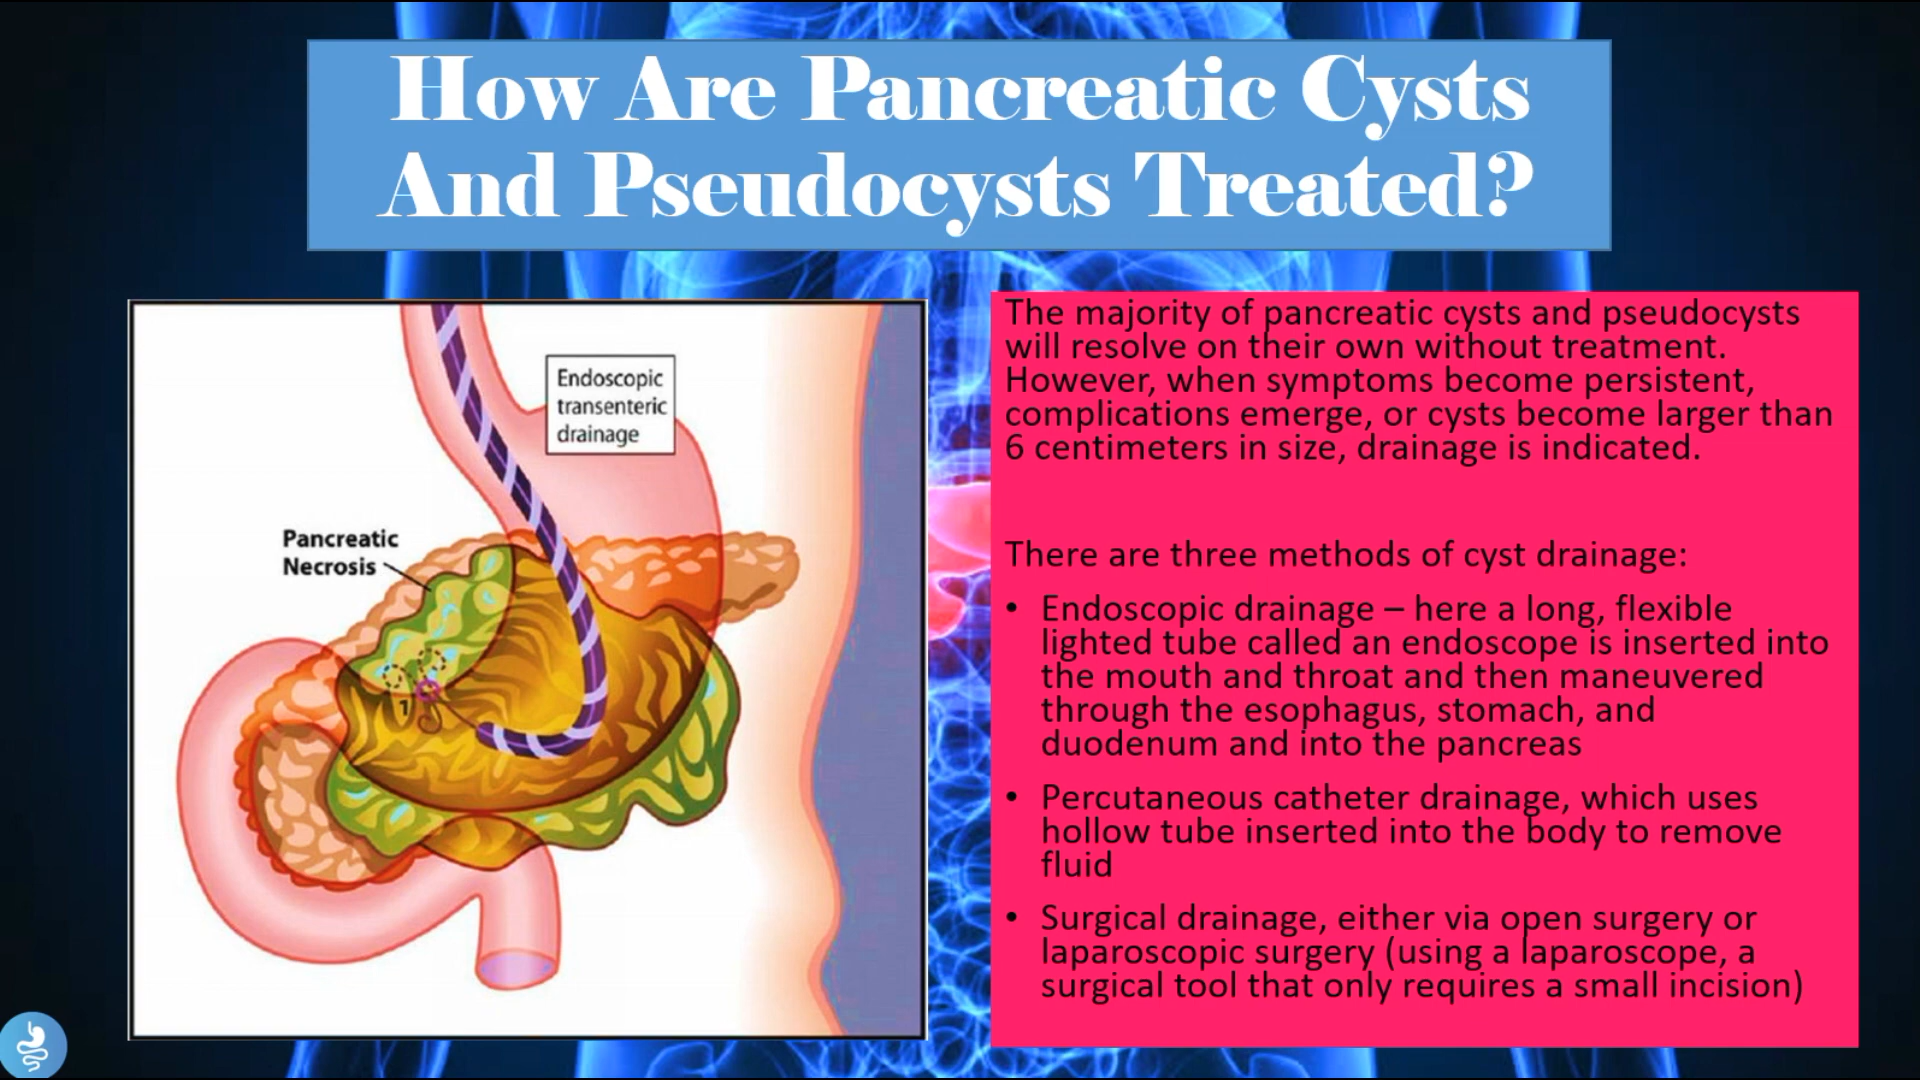 How Are Pancreatic Cysts
And Pseudocysts Treated?
Endoscopic
transenteric
drainage
Pancreatic
Necrosis
1
The majority of pancreatic cysts and pseudocysts
will resolve on their own without treatment.
However, when symptoms become persistent,
complications emerge, or cysts become larger than
6 centimeters in size, drainage is indicated.
There are three methods of cyst drainage:
• Endoscopic drainage – here a long, flexible
lighted tube called an endoscope is inserted into
the mouth and throat and then maneuvered
through the esophagus, stomach, and
duodenum and into the pancreas
• Percutaneous catheter drainage, which uses
hollow tube inserted into the body to remove
fluid
• Surgical drainage, either via open surgery or
laparoscopic surgery (using a laparoscope, a
surgical tool that only requires a small incision)